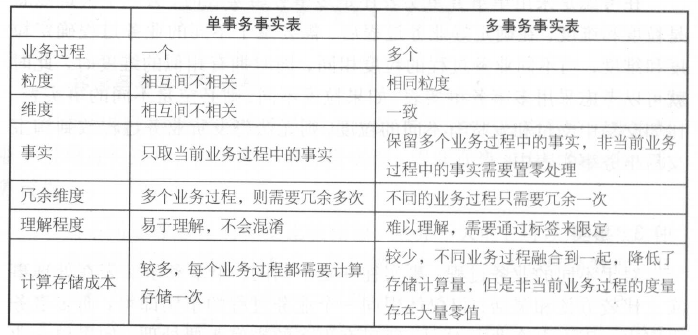 单事务事实表 多事务事实表
业务过程 一个 多个
粒度 相互间不相关 相同粒度
维度 相互间不相关 一致
事实 只取当前业务过程中的事实 保留多个业务过程中的事实，非当前业务
过程中的事实需要置零处理
冗余维度 多个业务过程，则需要冗余多次 不同的业务过程只需要冗余一次
理解程度 易于理解，不会混淆 难以理解，需要通过标签来限定
计算存储成本 较多，每个业务过程都需要计算
存储一次
较少，不同业务过程融合到一起，降低了
存储计算量，但是非当前业务过程的度量
存在大量零值